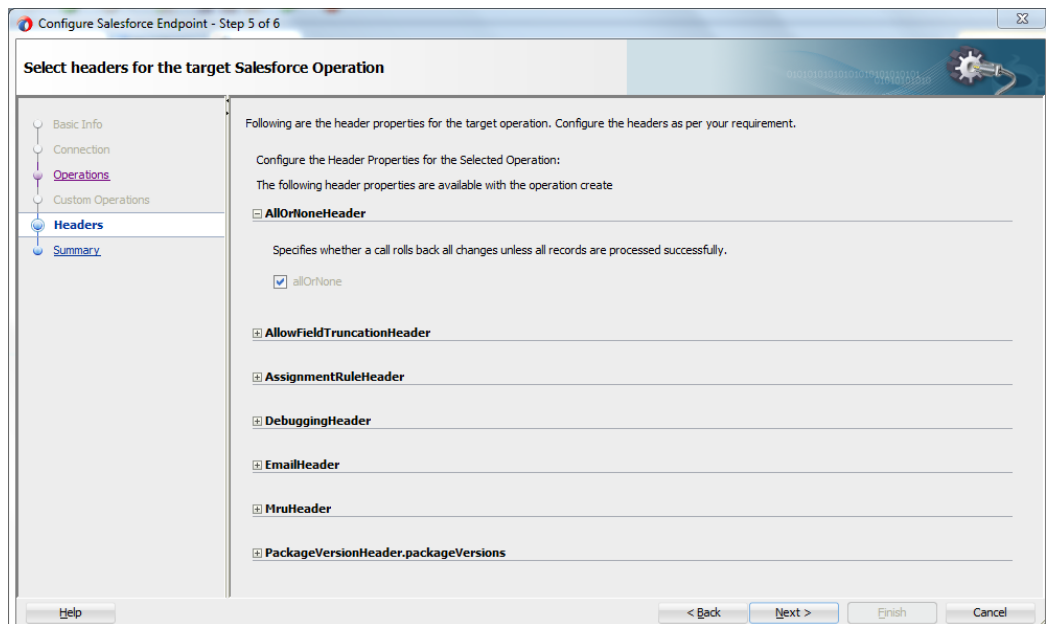 Configure Salesforce Endpoint - Step 5 of 6
Select headers for the target Salesforce Operation
Basic Info
Connection
Operations
Custom Operations
Headers
Summary
Following are the header properties for the target operation. Configure the headers as per your requirement.
Configure the Header Properties for the Selected Operation:
The following header properties are available with the operation create
AllOrNoneHeader
Specifies whether a call rolls back all changes unless all records are processed successfully.
allOrNone
AllowFieldTruncationHeader
AssignmentRuleHeader
DebuggingHeader
EmailHeader
MruHeader
PackageVersionHeader.packageVersions
Help
< Back
Next >
Finish
Cancel